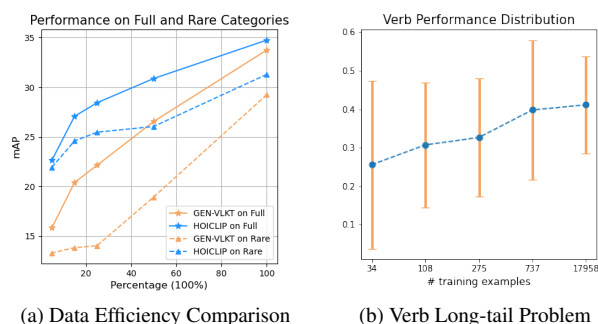 Performance on Full and Rare Categories
mAP
35
30
25
20
15
GEN-VLKT on Full
HOICLIP on Full
GEN-VLKT on Rare
HOICLIP on Rare
20
40
60
80
100
Percentage (100%)
(a) Data Efficiency Comparison
Verb Performance Distribution
0.6
0.5
0.4
0.3
0.2
0.1
34
108
275
737
17958
# training examples
(b) Verb Long-tail Problem